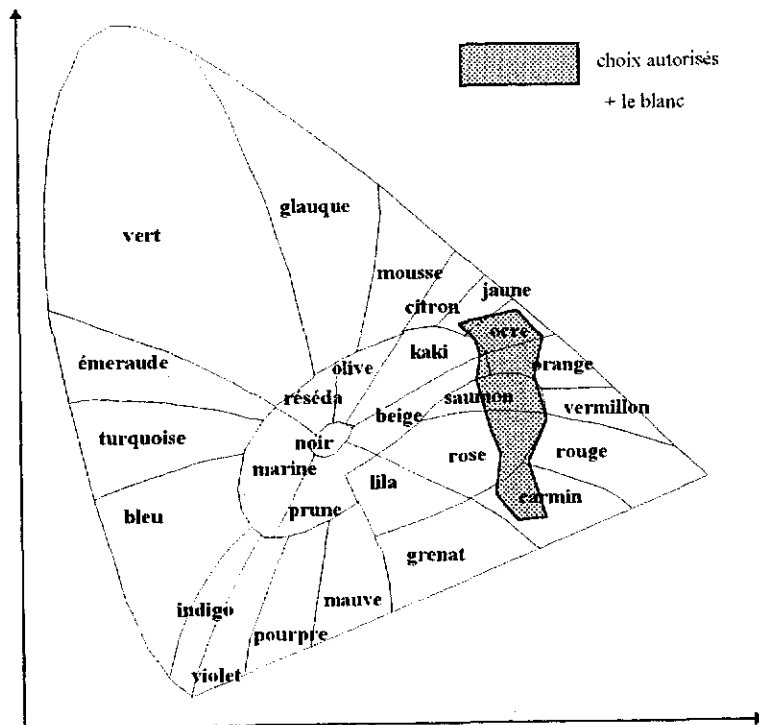 choix autorisés
+ le blanc
glauque
vert
mousse
jaune
citron
ocre
kaki
orange
émeraude
olive
réséda
saumon
vermillon
beige
turquoise
noir
rouge
rose
marine
lila
carmin
prune
bleu
grenat
mauve
indigo
pourpre
violet